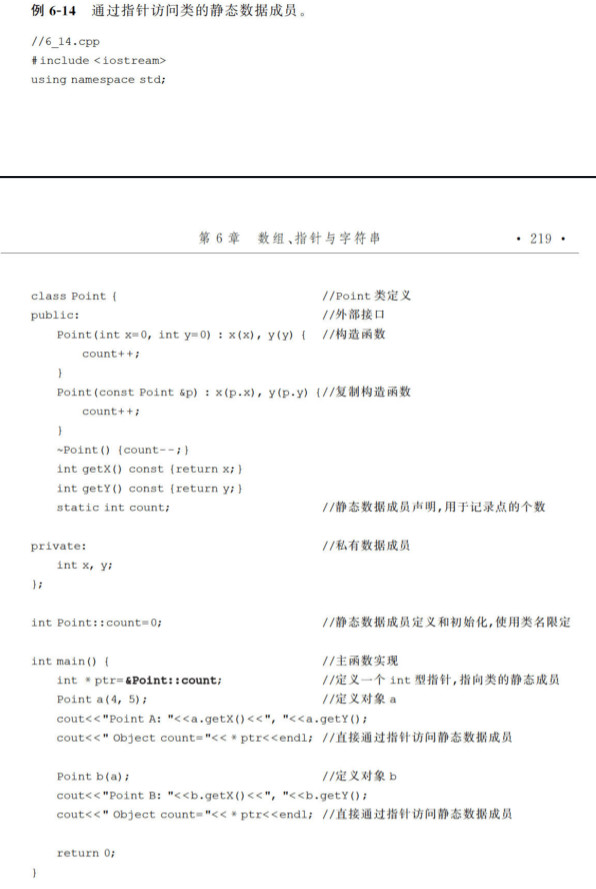 例 6-14 通过指针访问类的静态数据成员。
//6_14.cpp
#include <iostream>
using namespace std;
第 6 章 数组、指针与字符串 • 219 •
class Point { //Point 类定义
public: //外部接口
Point(int x=0, int y=0) : x(x), y(y) { //构造函数
count++;
}
Point(const Point &p) : x(p.x), y(p.y) {//复制构造函数
count++;
}
~Point() {count--;}
int getX() const {return x;}
int getY() const {return y;}
static int count; //静态数据成员声明,用于记录点的个数
private: //私有数据成员
int x, y;
};
int Point::count=0; //静态数据成员定义和初始化,使用类名限定
int main() { //主函数实现
int * ptr=&Point::count; //定义一个 int 型指针,指向类的静态成员
Point a(4, 5); //定义对象 a
cout<<"Point A: "<<a.getX()<<", "<<a.getY();
cout<<" Object count="<< * ptr<<endl; //直接通过指针访问静态数据成员
Point b(a); //定义对象 b
cout<<"Point B: "<<b.getX()<<", "<<b.getY();
cout<<" Object count="<< * ptr<<endl; //直接通过指针访问静态数据成员
return 0;
}